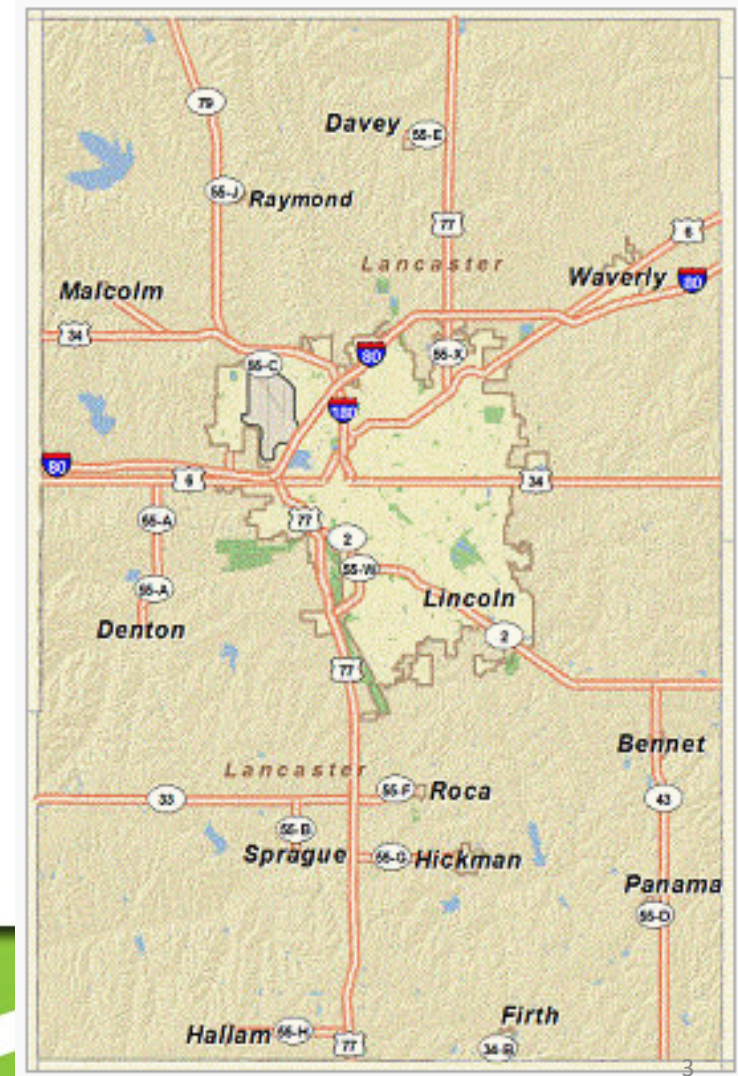 79
Davey 55-E
55-J Raymond
77
6
Lancaster
Waverly 80
Malcolm
34
80 55-X
55-C
180
80
6 34
77
55-A
2
55-W
55-A
Lincoln
Denton
2
77
Bennet
Lancaster
33 55-F Roca 43
55-B
Sprague 55-G Hickman
Panama
55-D
Firth
Hallam 55-H
77 34-B
3